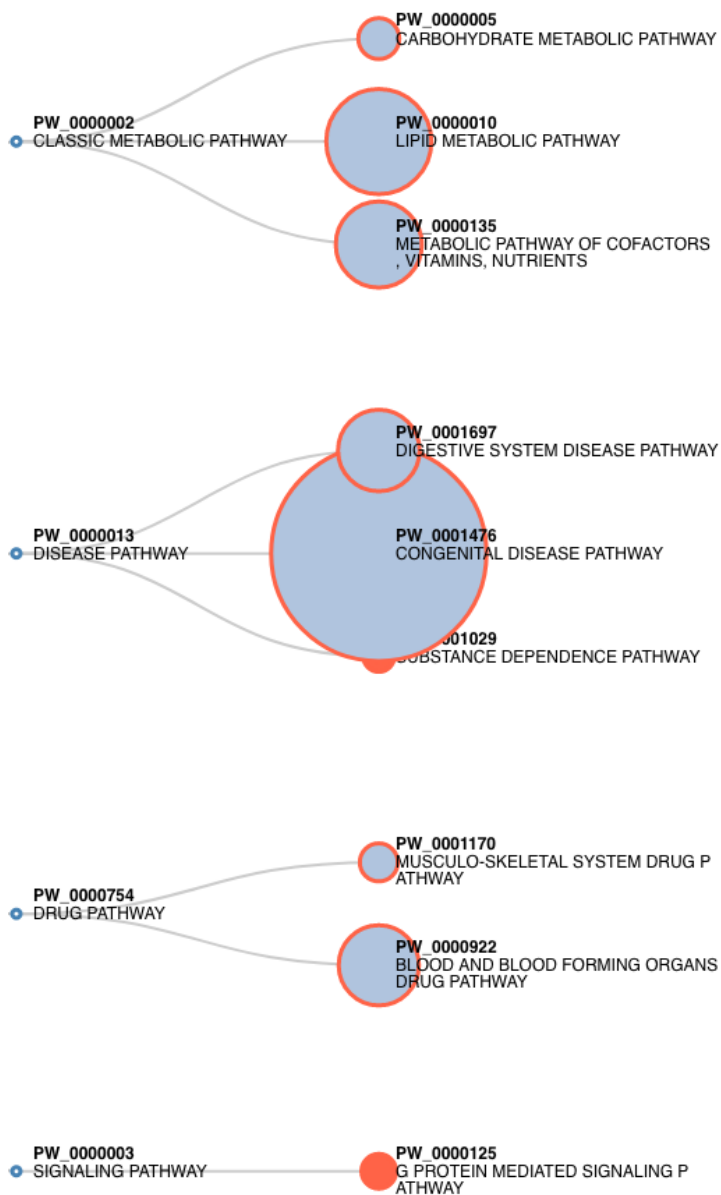 PW_0000005
CARBOHYDRATE METABOLIC PATHWAY
PW_0000002
CLASSIC METABOLIC PATHWAY
PW_0000010
LIPID METABOLIC PATHWAY
PW_0000135
METABOLIC PATHWAY OF COFACTORS
, VITAMINS, NUTRIENTS
PW_0001697
DIGESTIVE SYSTEM DISEASE PATHWAY
PW_0000013
DISEASE PATHWAY
PW_0001476
CONGENITAL DISEASE PATHWAY
001029
SUBSTANCE DEPENDENCE PATHWAY
PW_0001170
MUSCULO-SKELETAL SYSTEM DRUG P
ATHWAY
PW_0000754
DRUG PATHWAY
PW_0000922
BLOOD AND BLOOD FORMING ORGANS
DRUG PATHWAY
PW_0000003
SIGNALING PATHWAY
PW_0000125
G PROTEIN MEDIATED SIGNALING P
ATHWAY